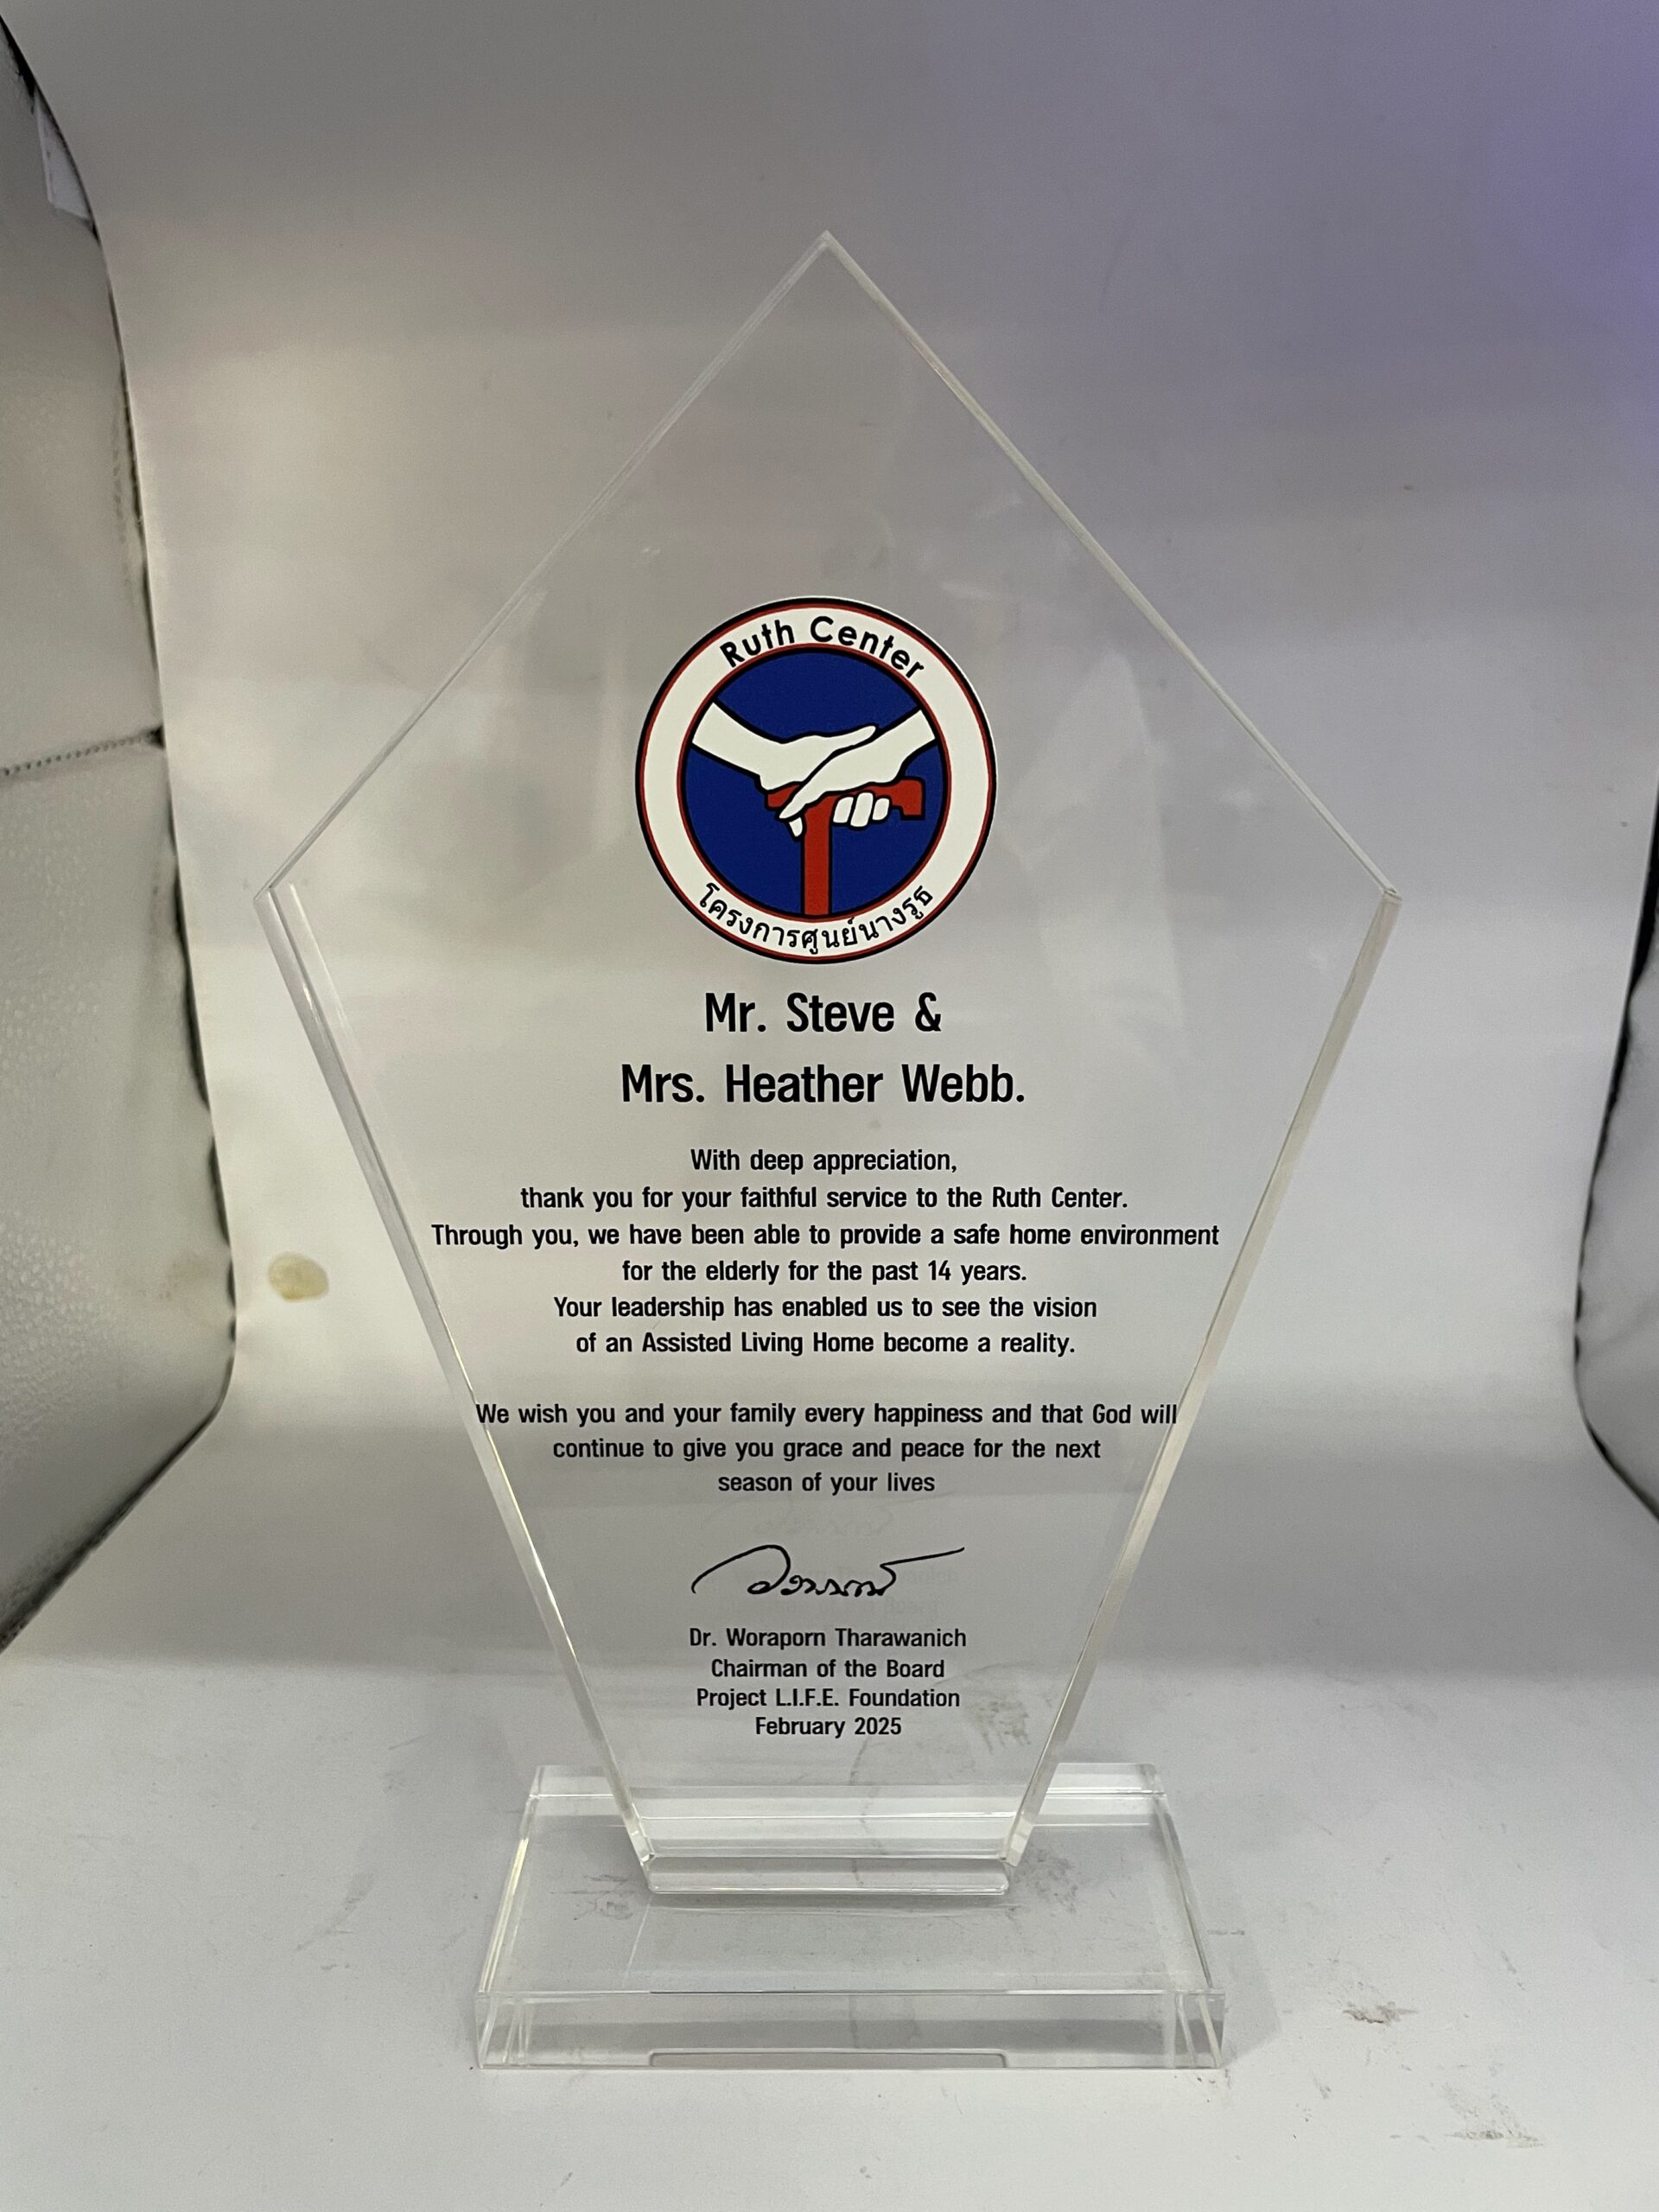 Ruth Center
โครงการศูนย์นางรูธ
Mr. Steve &
Mrs. Heather Webb.
With deep appreciation,
thank you for your faithful service to the Ruth Center.
Through you, we have been able to provide a safe home environment
for the elderly for the past 14 years.
Your leadership has enabled us to see the vision
of an Assisted Living Home become a reality.
We wish you and your family every happiness and that God will
continue to give you grace and peace for the next
season of your lives
Dr. Woraporn Tharawanich
Chairman of the Board
Project L.I.F.E. Foundation
February 2025